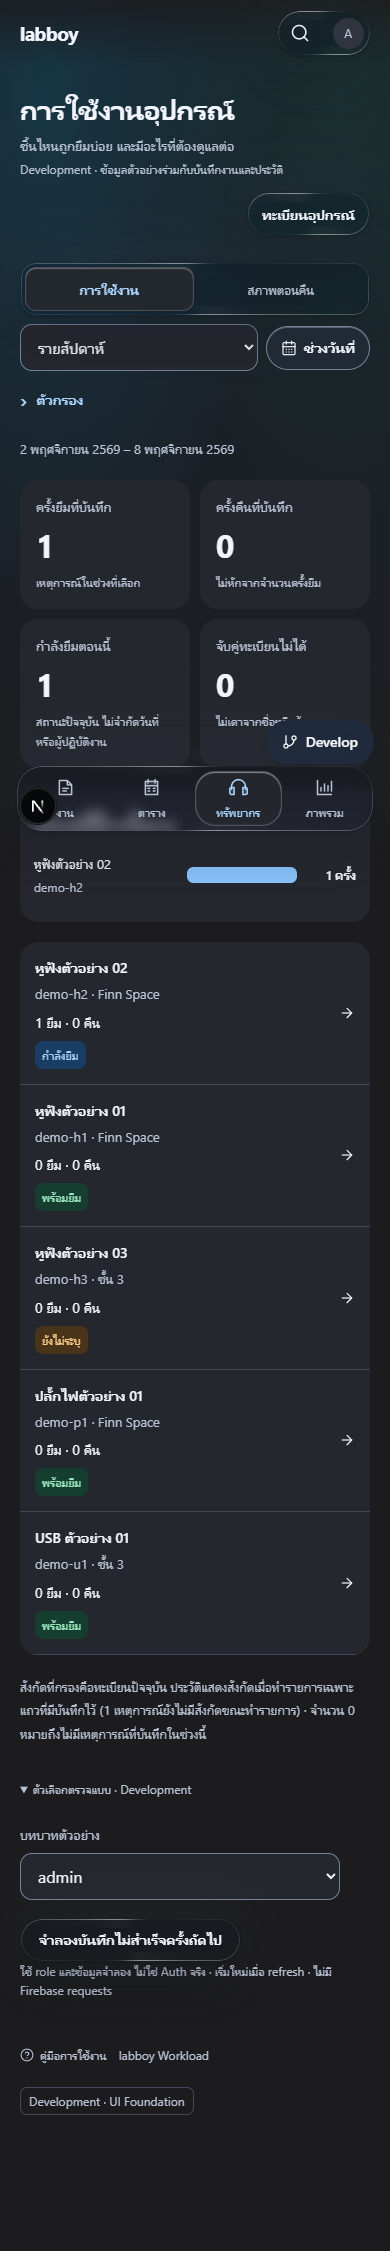 labboy
A
การใช้งานอุปกรณ์
ชิ้นไหนถูกยืมบ่อย และมีอะไรที่ต้องดูแลต่อ
Development · ข้อมูลตัวอย่างร่วมกับบันทึกงานและประวัติ
ทะเบียนอุปกรณ์
การใช้งาน
สภาพตอนคืน
รายสัปดาห์
ช่วงวันที่
› ตัวกรอง
2 พฤศจิกายน 2569 – 8 พฤศจิกายน 2569
ครั้งยืมที่บันทึก
1
เหตุการณ์ในช่วงที่เลือก
ครั้งคืนที่บันทึก
0
ไม่หักจากจำนวนครั้งยืม
กำลังยืมตอนนี้
1
สถานะปัจจุบัน ไม่จำกัดวันที่
หรือผู้ปฏิบัติงาน
จับคู่ทะเบียนไม่ได้
0
ไม่เดาจากชื่อ
Develop
N
งาน
ตาราง
ทรัพยากร
ภาพรวม
หูฟังตัวอย่าง 02
demo-h2
1 ครั้ง
หูฟังตัวอย่าง 02
demo-h2 · Finn Space
1 ยืม · 0 คืน
กำลังยืม
หูฟังตัวอย่าง 01
demo-h1 · Finn Space
0 ยืม · 0 คืน
พร้อมยืม
หูฟังตัวอย่าง 03
demo-h3 · ชั้น 3
0 ยืม · 0 คืน
ยังไม่ระบุ
ปลั๊กไฟตัวอย่าง 01
demo-p1 · Finn Space
0 ยืม · 0 คืน
พร้อมยืม
USB ตัวอย่าง 01
demo-u1 · ชั้น 3
0 ยืม · 0 คืน
พร้อมยืม
สังกัดที่กรองคือทะเบียนปัจจุบัน ประวัติแสดงสังกัดเมื่อทำรายการเฉพาะ
แถวที่มีบันทึกไว้ (1 เหตุการณ์ยังไม่มีสังกัดขณะทำรายการ) · จำนวน 0
หมายถึงไม่มีเหตุการณ์ที่บันทึกในช่วงนี้
▼ ตัวเลือกตรวจแบบ · Development
บทบาทตัวอย่าง
admin
จำลองบันทึกไม่สำเร็จครั้งถัดไป
ใช้ role และข้อมูลจำลอง ไม่ใช่ Auth จริง · เริ่มใหม่เมื่อ refresh · ไม่มี
Firebase requests
คู่มือการใช้งาน
labboy Workload
Development · UI Foundation